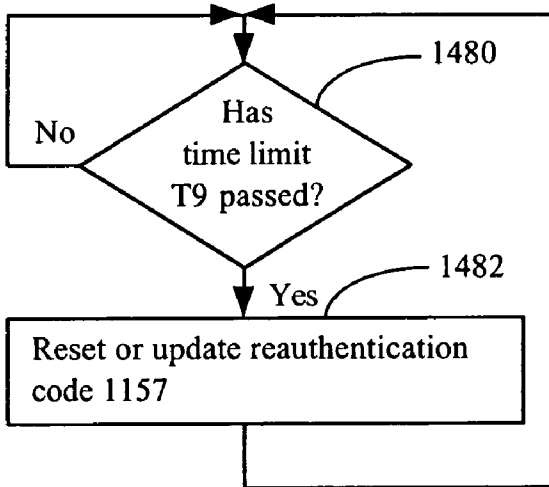 1480
Has
time limit
T9 passed?
No
1482
Yes
Reset or update reauthentication
code 1157